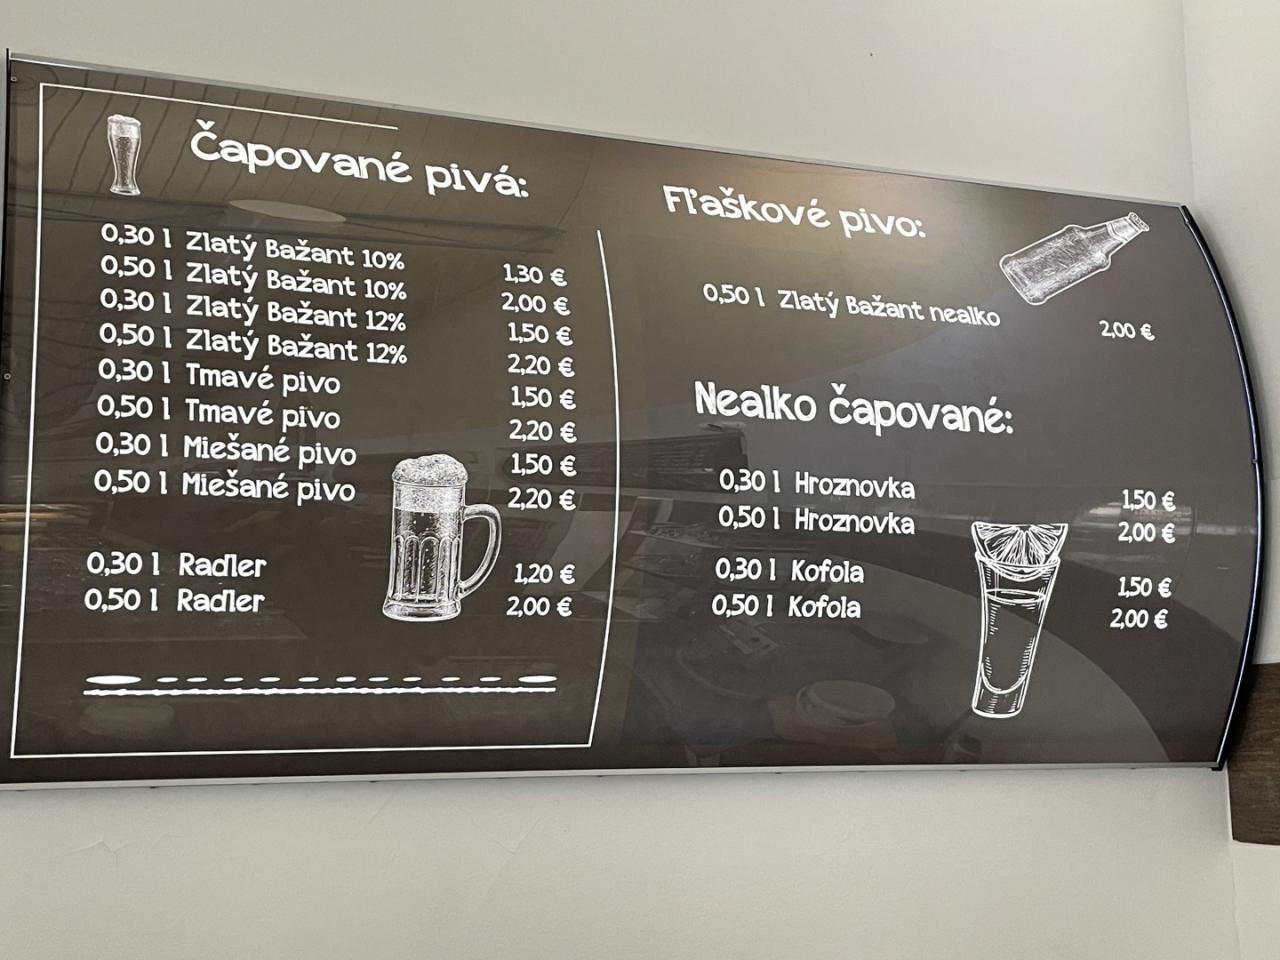 Čapované pivá:
0,30 l Zlatý Bažant 10% 1,30 €
0,50 l Zlatý Bažant 10% 2,00 €
0,30 l Zlatý Bažant 12% 1,50 €
0,50 l Zlatý Bažant 12% 2,20 €
0,30 l Tmavé pivo 1,50 €
0,50 l Tmavé pivo 2,20 €
0,30 l Miešané pivo 1,50 €
0,50 l Miešané pivo 2,20 €
0,30 l Raďler 1,20 €
0,50 l Raďler 2,00 €
Fľaškové pivo:
0,50 l Zlatý Bažant nealko 2,00 €
Nealko čapované:
0,30 l Hroznovka 1,50 €
0,50 l Hroznovka 2,00 €
0,30 l Kofola 1,50 €
0,50 l Kofola 2,00 €